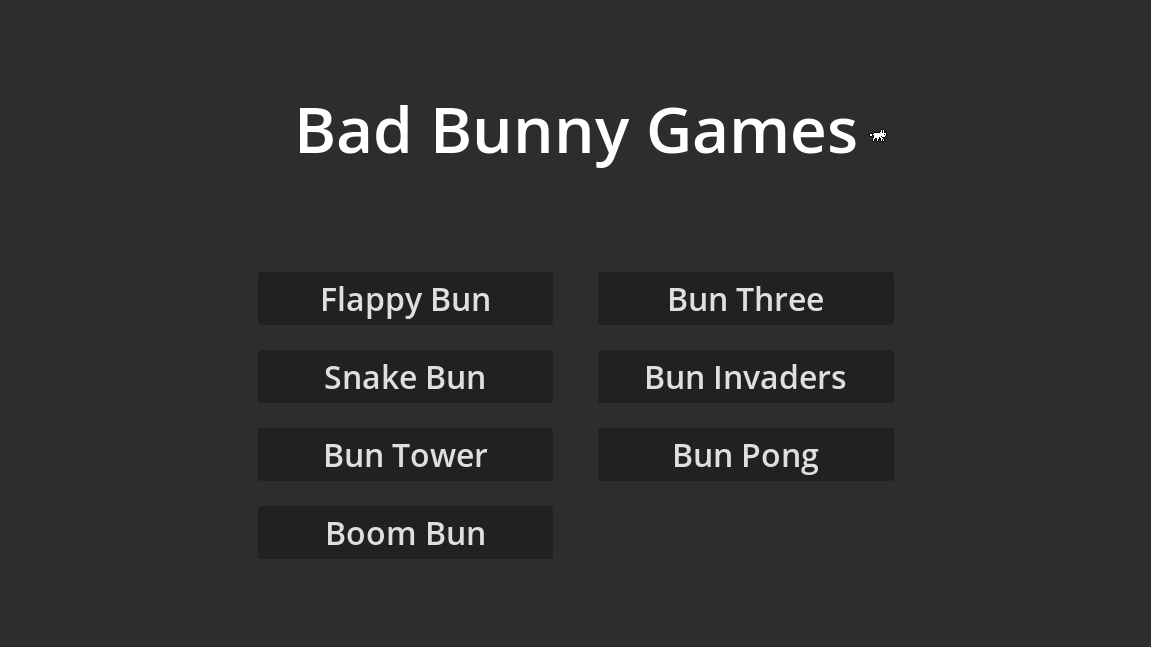 Bad Bunny Games
Flappy Bun
Bun Three
Snake Bun
Bun Invaders
Bun Tower
Bun Pong
Boom Bun